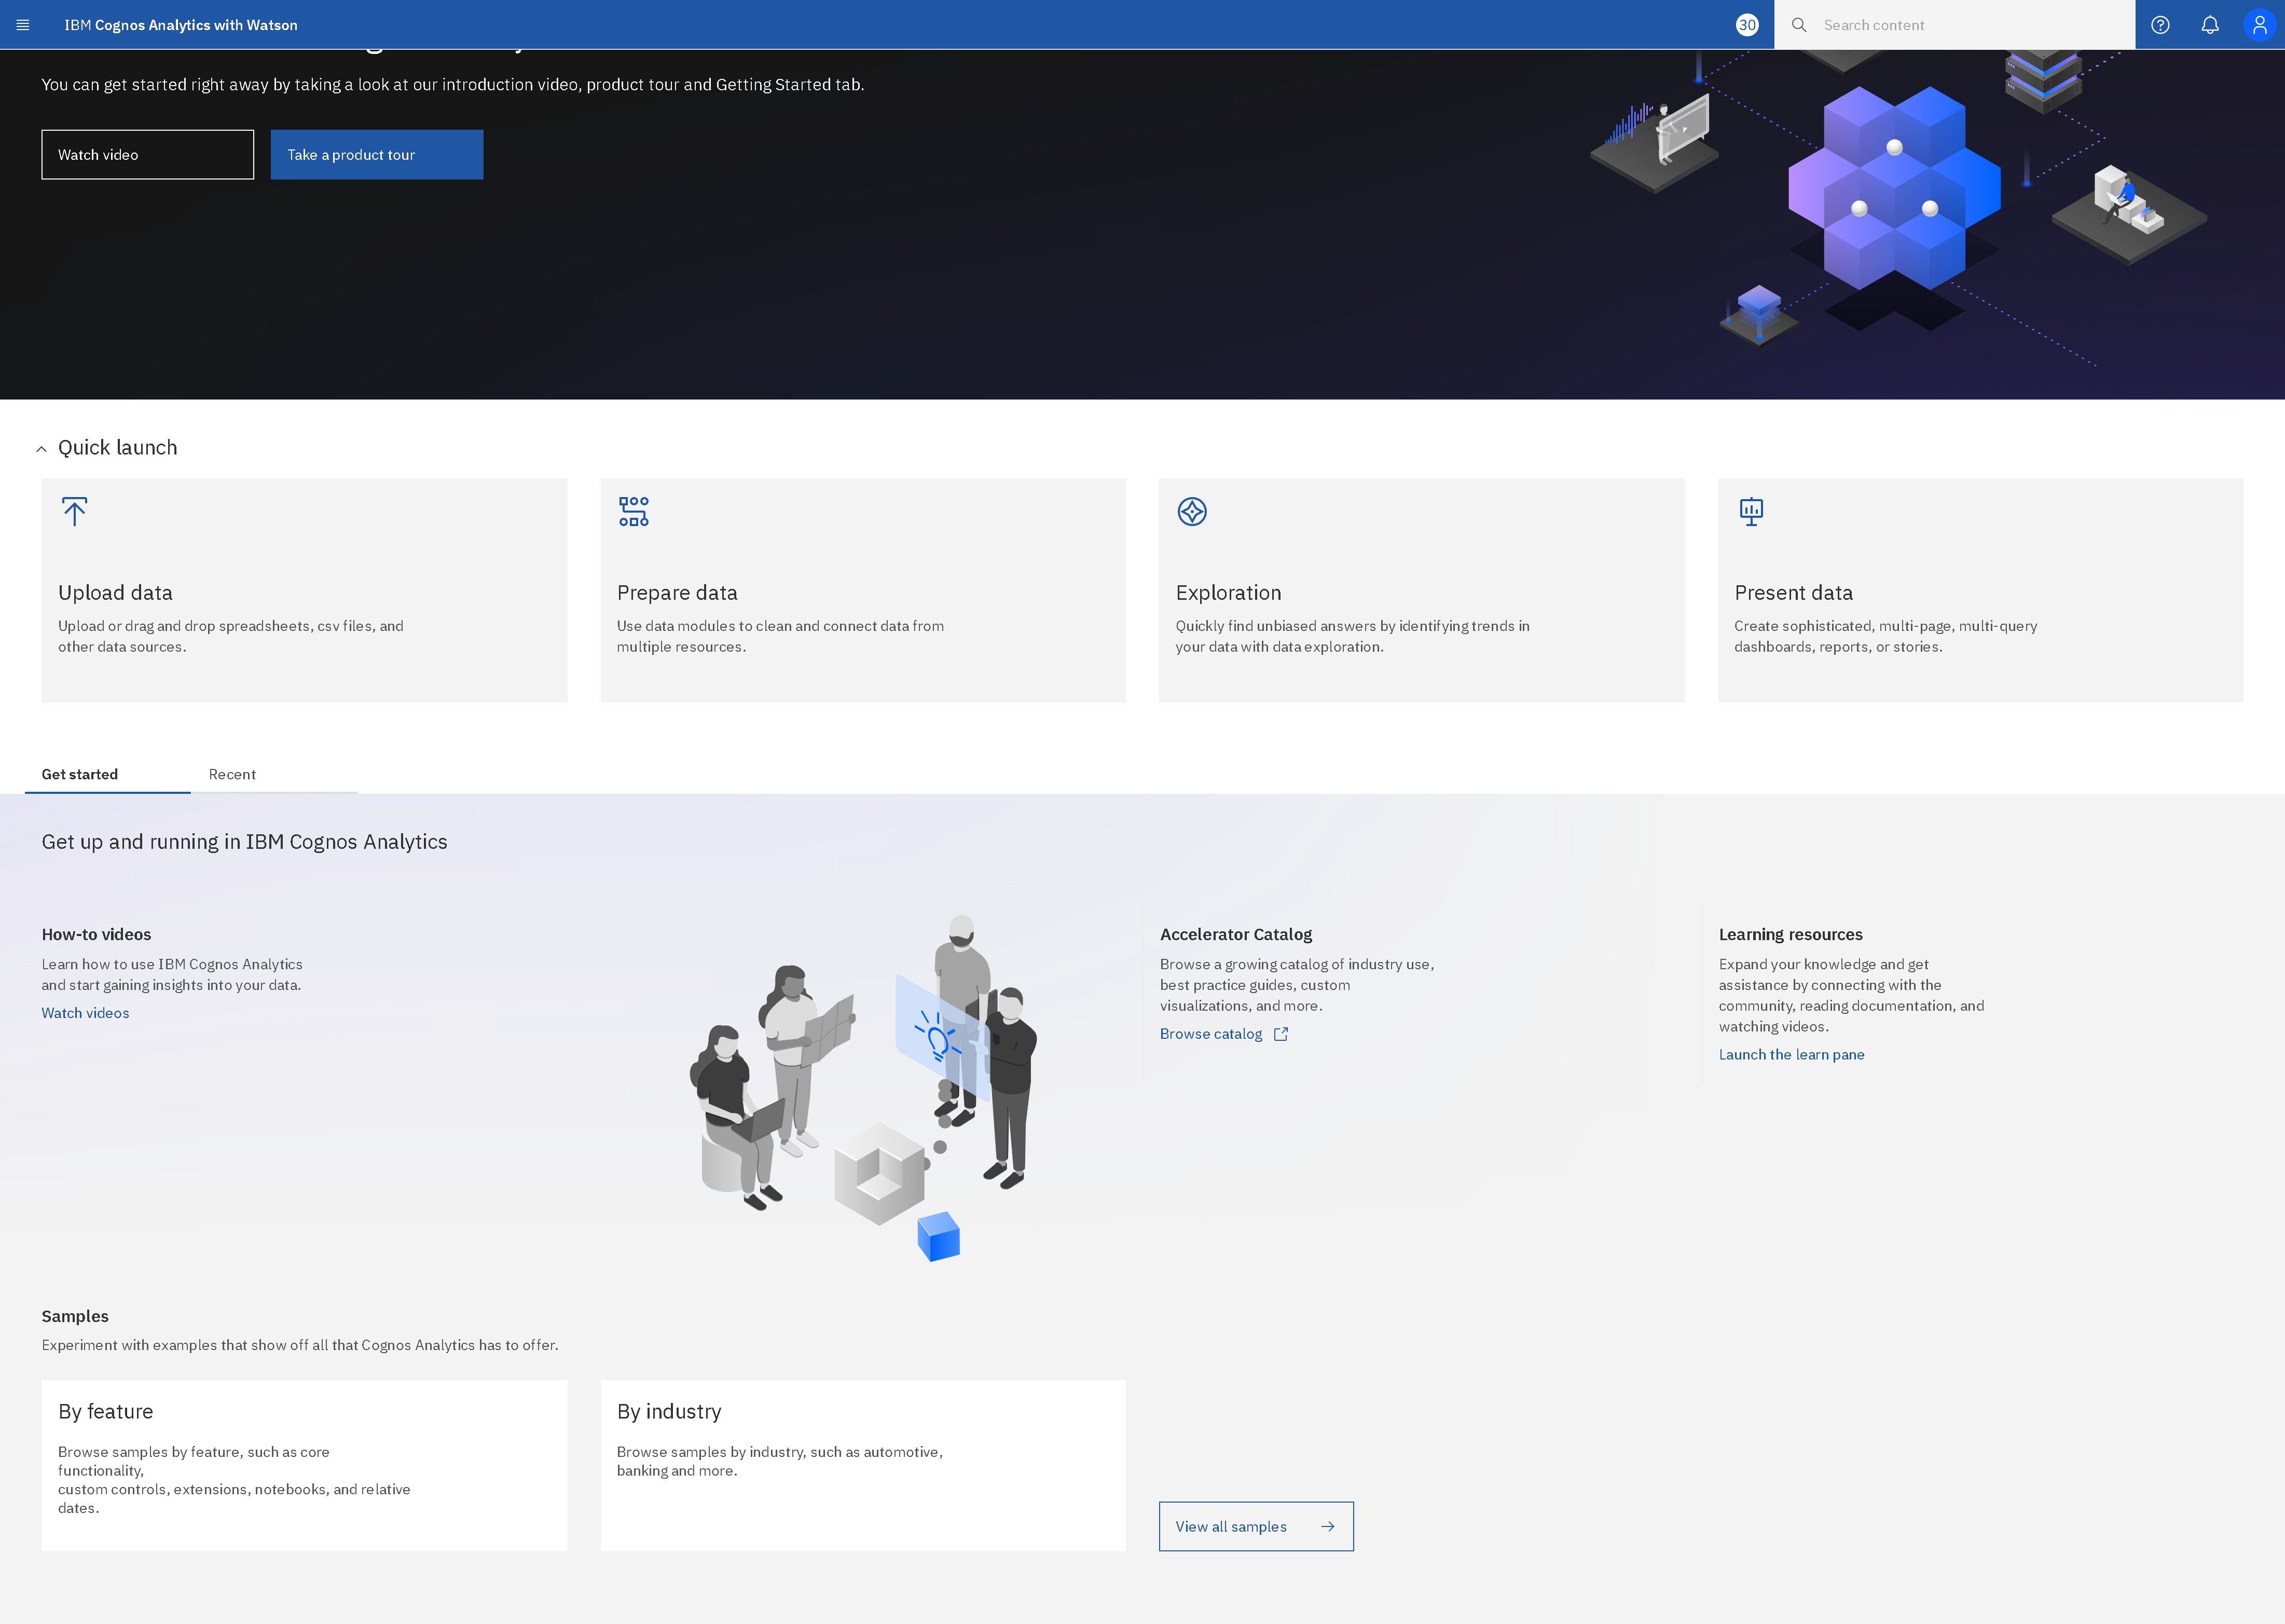 IBM Cognos Analytics with Watson
30
Search content
You can get started right away by taking a look at our introduction video, product tour and Getting Started tab.
Watch video
Take a product tour
Quick launch
Upload data
Upload or drag and drop spreadsheets, csv files, and
other data sources.
Prepare data
Use data modules to clean and connect data from
multiple resources.
Exploration
Quickly find unbiased answers by identifying trends in
your data with data exploration.
Present data
Create sophisticated, multi-page, multi-query
dashboards, reports, or stories.
Get started
Recent
Get up and running in IBM Cognos Analytics
How-to videos
Learn how to use IBM Cognos Analytics
and start gaining insights into your data.
Watch videos
Accelerator Catalog
Browse a growing catalog of industry use,
best practice guides, custom
visualizations, and more.
Browse catalog
Learning resources
Expand your knowledge and get
assistance by connecting with the
community, reading documentation, and
watching videos.
Launch the learn pane
Samples
Experiment with examples that show off all that Cognos Analytics has to offer.
By feature
Browse samples by feature, such as core
functionality,
custom controls, extensions, notebooks, and relative
dates.
By industry
Browse samples by industry, such as automotive,
banking and more.
View all samples